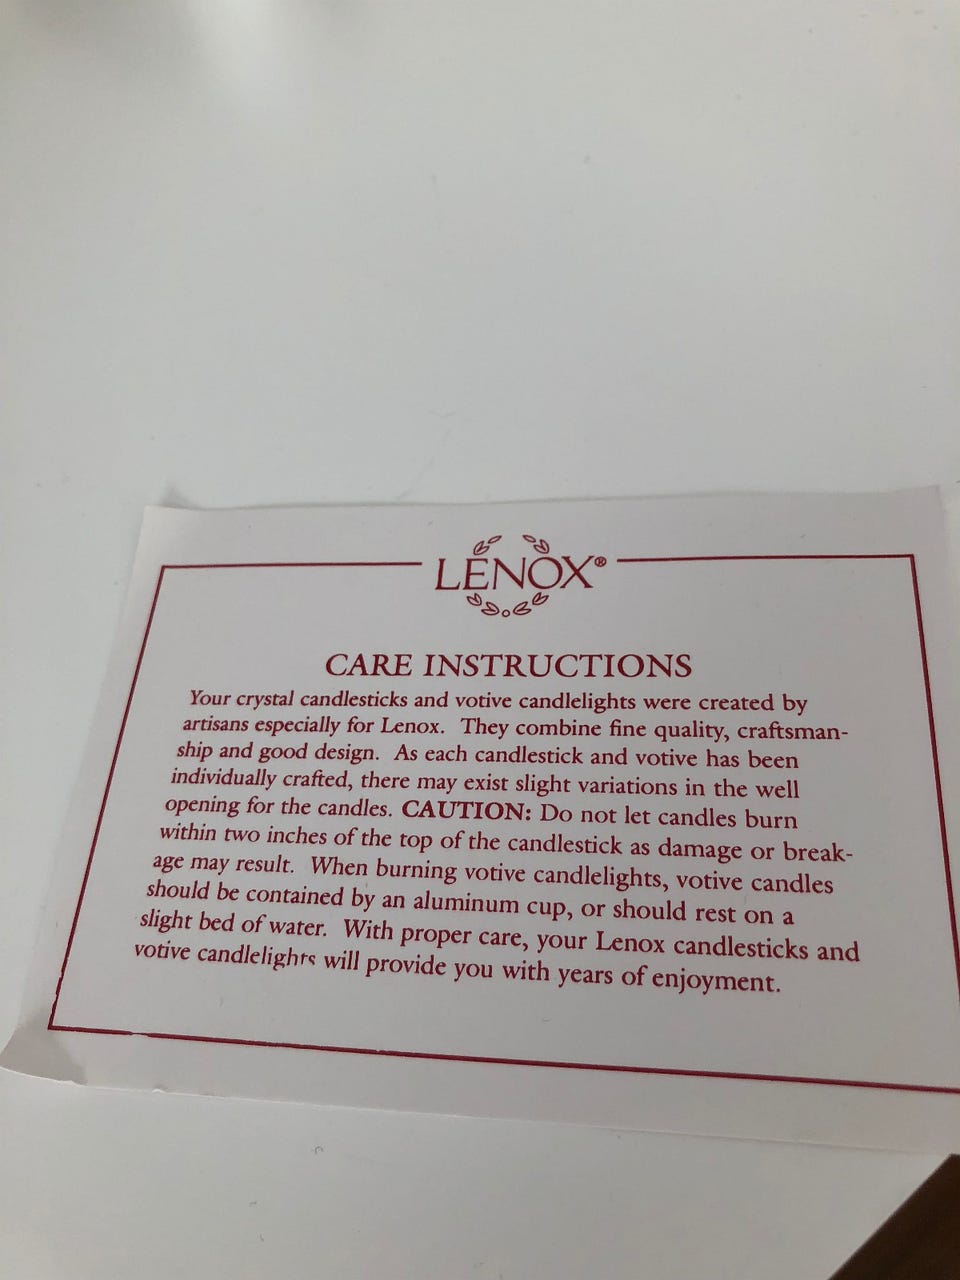 LENOX®
CARE INSTRUCTIONS
Your crystal candlesticks and votive candlelights were created by
artisans especially for Lenox. They combine fine quality, craftsman-
ship and good design. As each candlestick and votive has been
individually crafted, there may exist slight variations in the well
opening for the candles. CAUTION: Do not let candles burn
within two inches of the top of the candlestick as damage or break-
age may result. When burning votive candlelights, votive candles
should be contained by an aluminum cup, or should rest on a
slight bed of water. With proper care, your Lenox candlesticks and
votive candlelights will provide you with years of enjoyment.